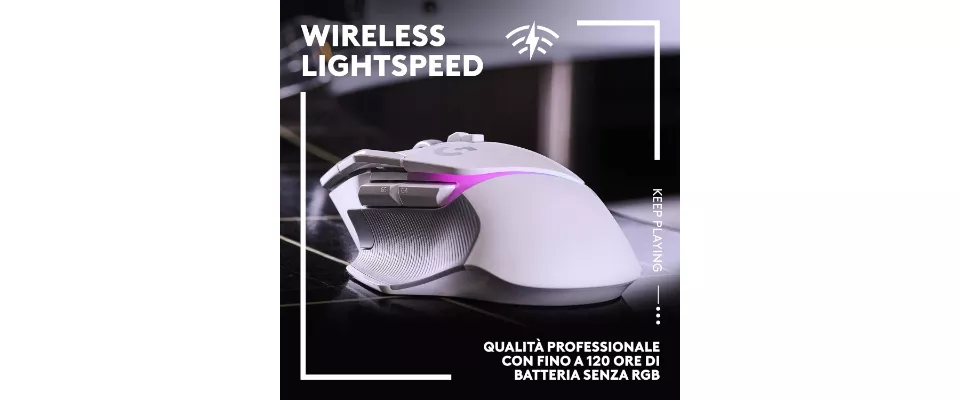 WIRELESS
LIGHTSPEED
KEEP PLAYING
QUALITÀ PROFESSIONALE
CON FINO A 120 ORE DI
BATTERIA SENZA RGB